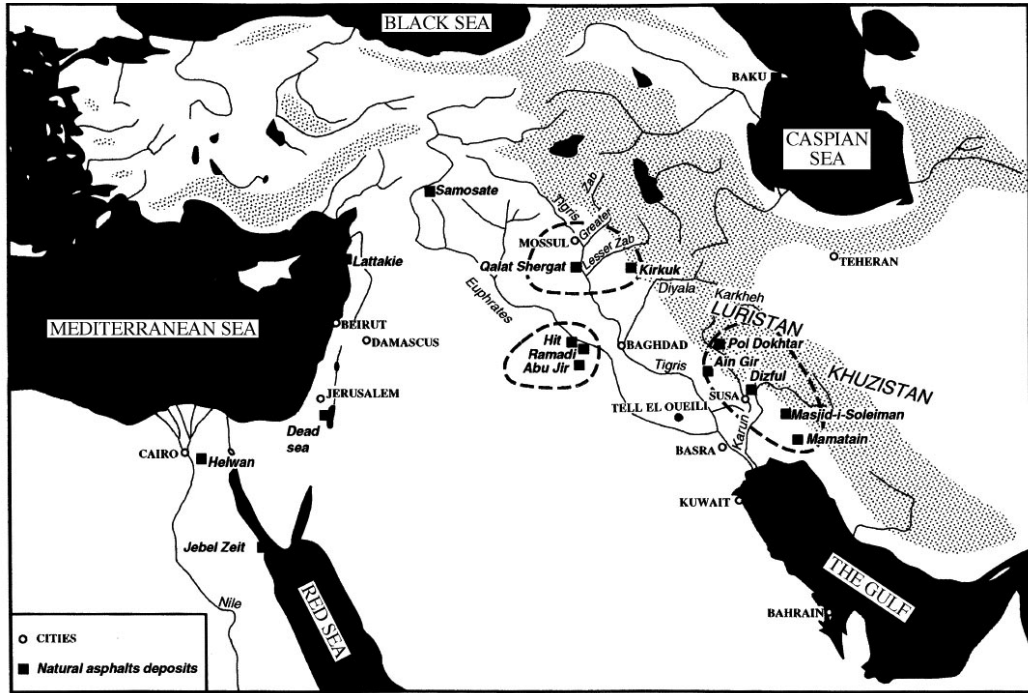 BLACK SEA
BAKU
CASPIAN
SEA
Samosate
Tigris
Greater
Zab
MOSSUL
Lesser Zab
Qalat Shergat
Kirkuk
TEHERAN
Lattakie
Euphrates
Diyala
Karkheh
LURISTAN
MEDITERRANEAN SEA
BEIRUT
DAMASCUS
Hit
Ramadi
Abu Jir
BAGHDAD
Tigris
Pol Dokhtar
Aïn Gir
Dizful
KHUZISTAN
JERUSALEM
SUSA
TELL EL OUEILI
Masjid-i-Soleiman
Dead
sea
Karun
Mamatain
CAIRO
Helwan
BASRA
KUWAIT
Jebel Zeit
Nile
RED SEA
THE GULF
BAHRAIN
CITIES
Natural asphalts deposits